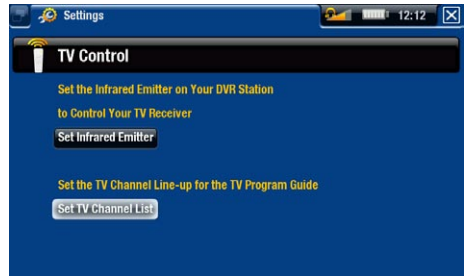 Settings
12:12
TV Control
Set the Infrared Emitter on Your DVR Station
to Control Your TV Receiver
Set Infrared Emitter
Set the TV Channel Line-up for the TV Program Guide
Set TV Channel List